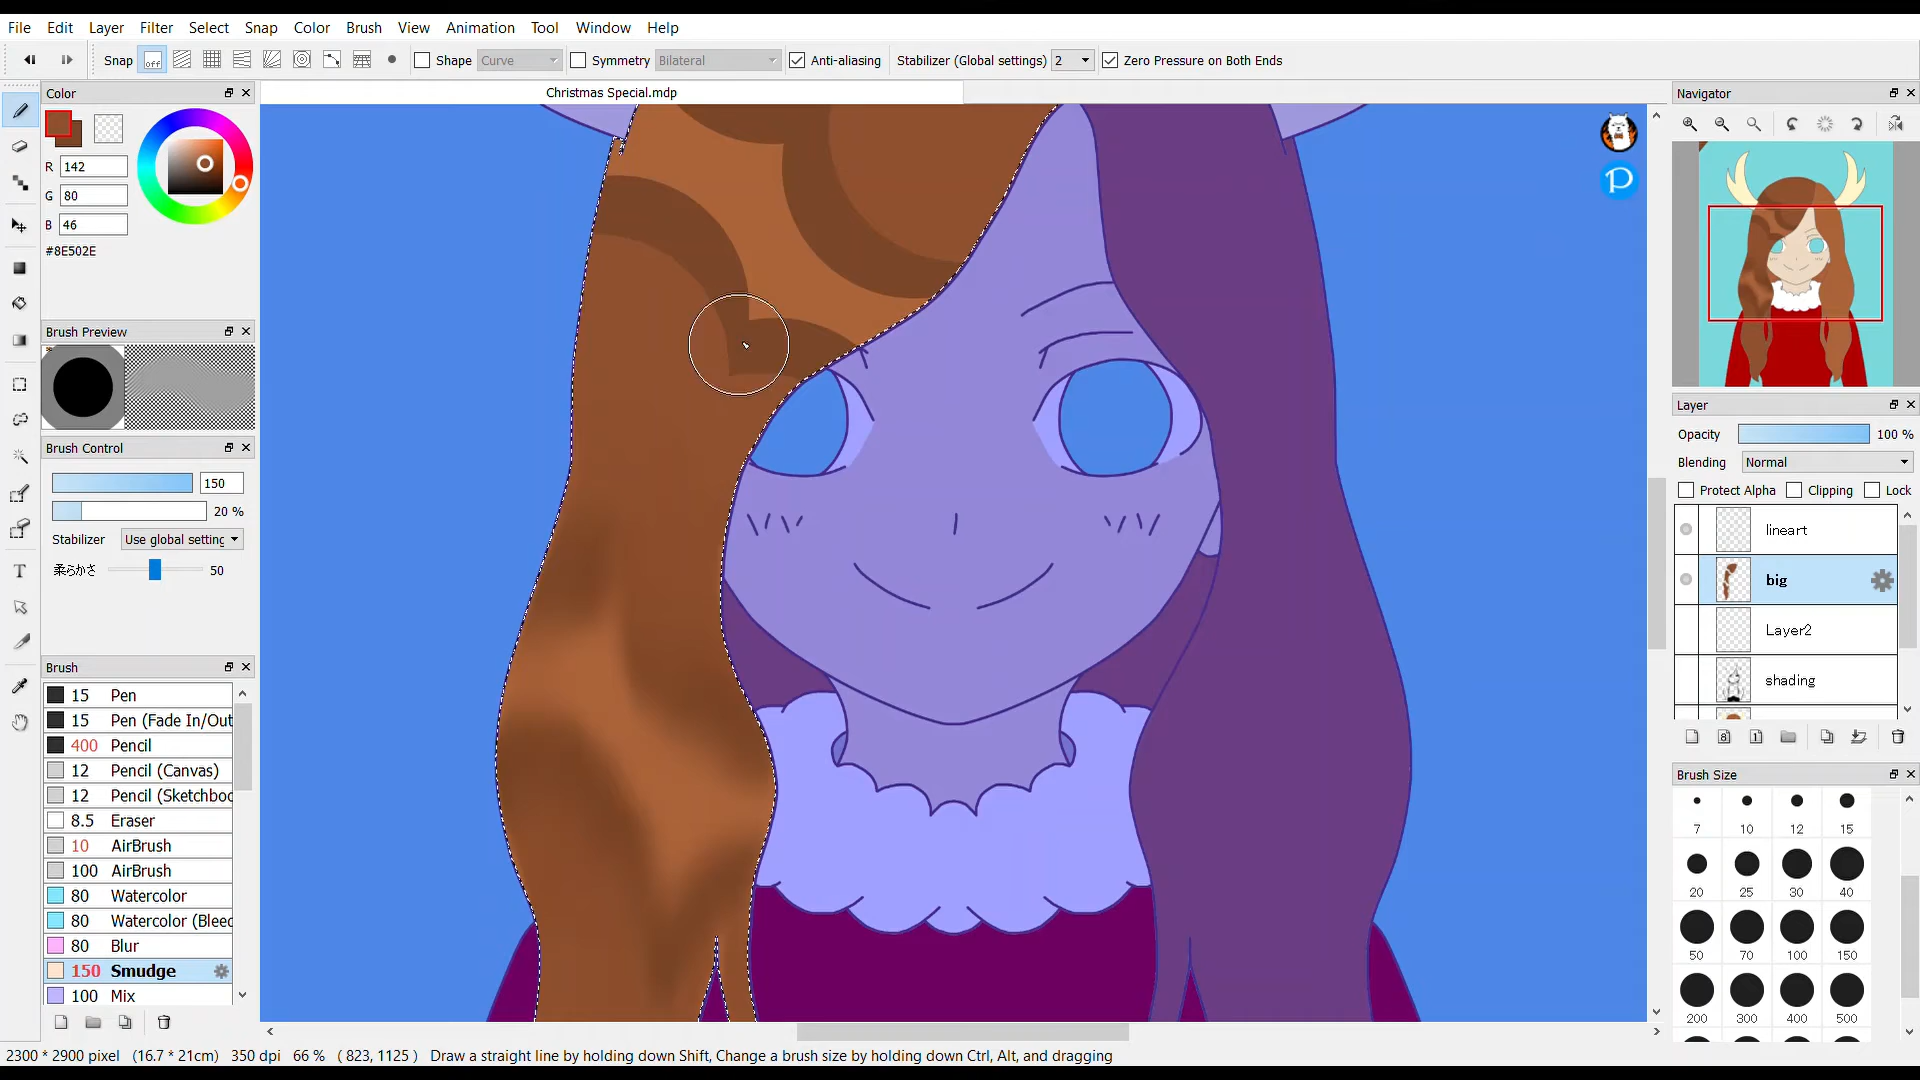 File Edit Layer Filter Select Snap Color Brush View Animation Tool Window Help
Snap off Shape Curve Symmetry Bilateral Anti-aliasing Stabilizer (Global settings) 2 Zero Pressure on Both Ends
Color
R 142
G 80
B 46
#8E502E
Brush Preview
Brush Control
150
20 %
Stabilizer Use global setting
柔らかさ 50
Brush
15 Pen
15 Pen (Fade In/Out
400 Pencil
12 Pencil (Canvas)
12 Pencil (Sketchboo
8.5 Eraser
10 AirBrush
100 AirBrush
80 Watercolor
80 Watercolor (Bleed
80 Blur
150 Smudge
100 Mix
Christmas Special.mdp
P
Navigator
Layer
Opacity 100 %
Blending Normal
Protect Alpha Clipping Lock
lineart
big
Layer2
shading
8 1
Brush Size
7 10 12 15
20 25 30 40
50 70 100 150
200 300 400 500
2300 * 2900 pixel (16.7 * 21cm) 350 dpi 66 % ( 823, 1125 ) Draw a straight line by holding down Shift, Change a brush size by holding down Ctrl, Alt, and dragging